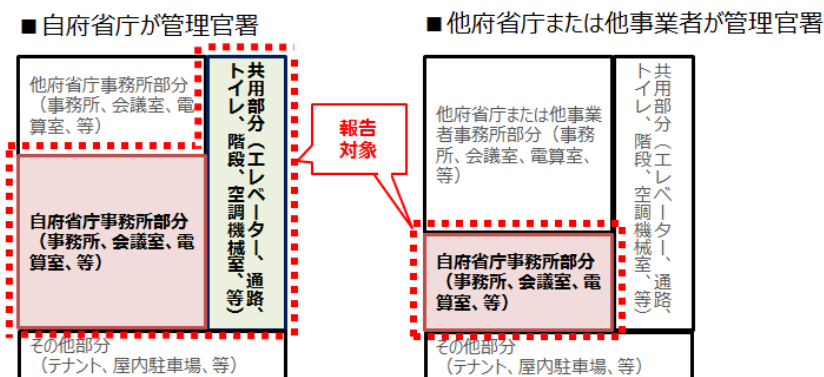 ■自府省庁が管理官署
他府省庁事務所部分
（事務所、会議室、電
算室、等）
共用部分（エレベーター、通路、
トイレ、階段、空調機械室、等）
自府省庁事務所部分
（事務所、会議室、電
算室、等）
その他部分
（テナント、屋内駐車場、等）
報告
対象
■他府省庁または他事業者が管理官署
他府省庁または他事業
者事務所部分（事務
所、会議室、電算室、
等）
共用部分（エレベーター、通路、
トイレ、階段、空調機械室、等）
自府省庁事務所部分
（事務所、会議室、電
算室、等）
その他部分
（テナント、屋内駐車場、等）